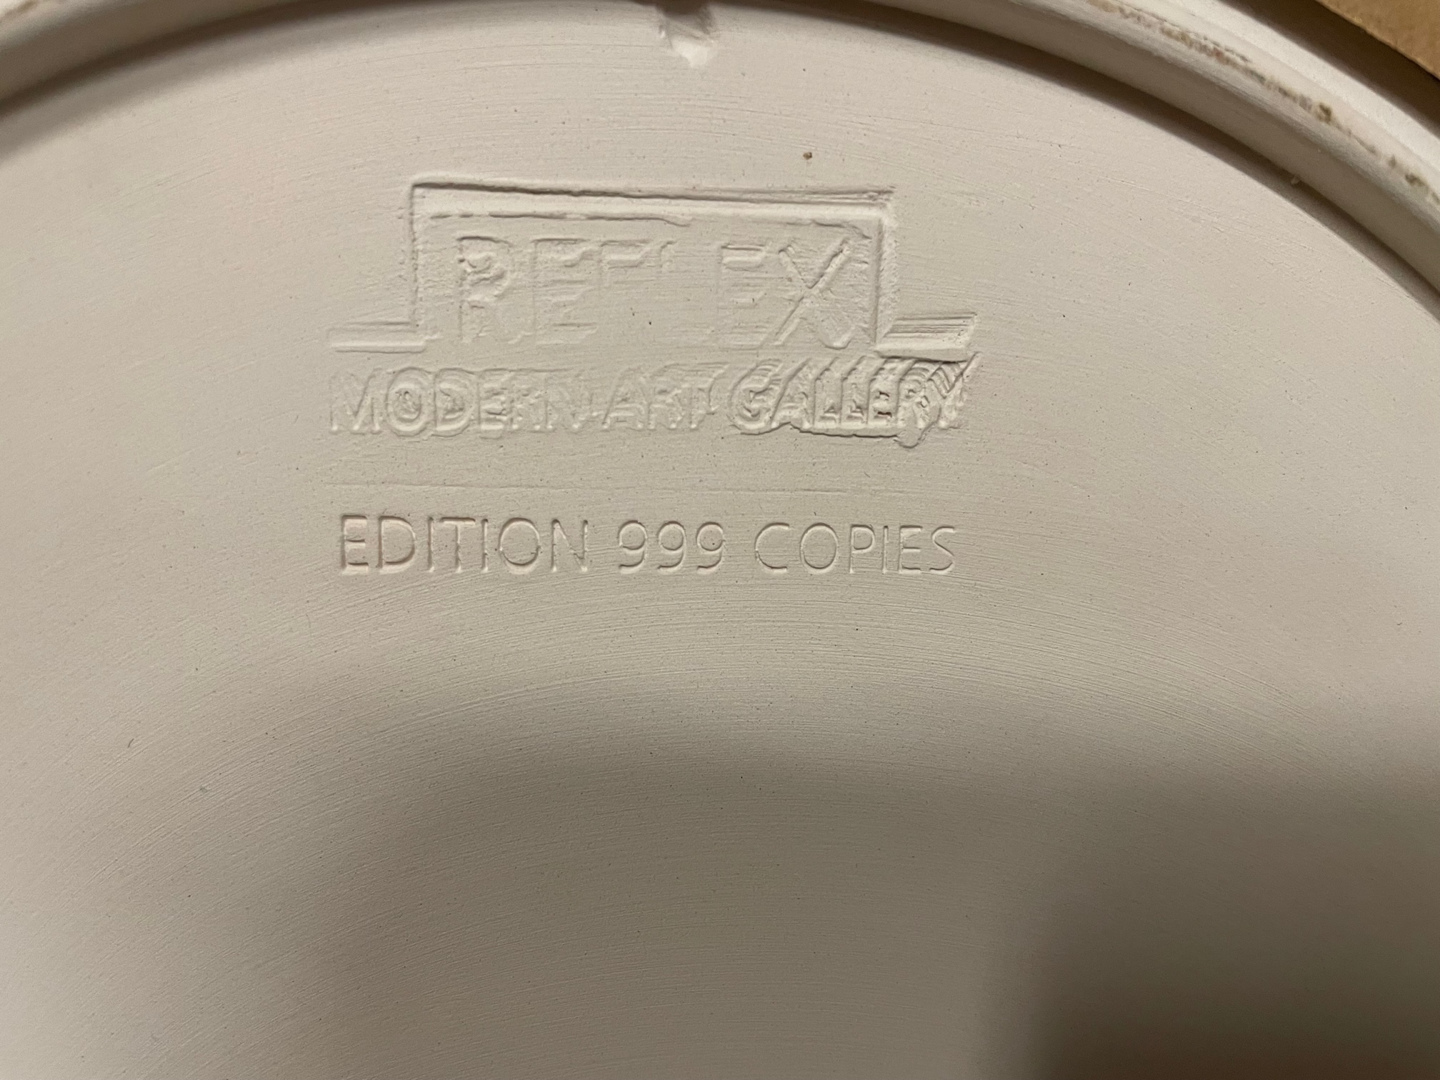 REFLEX
MODERN ART GALLERY
EDITION 999 COPIES